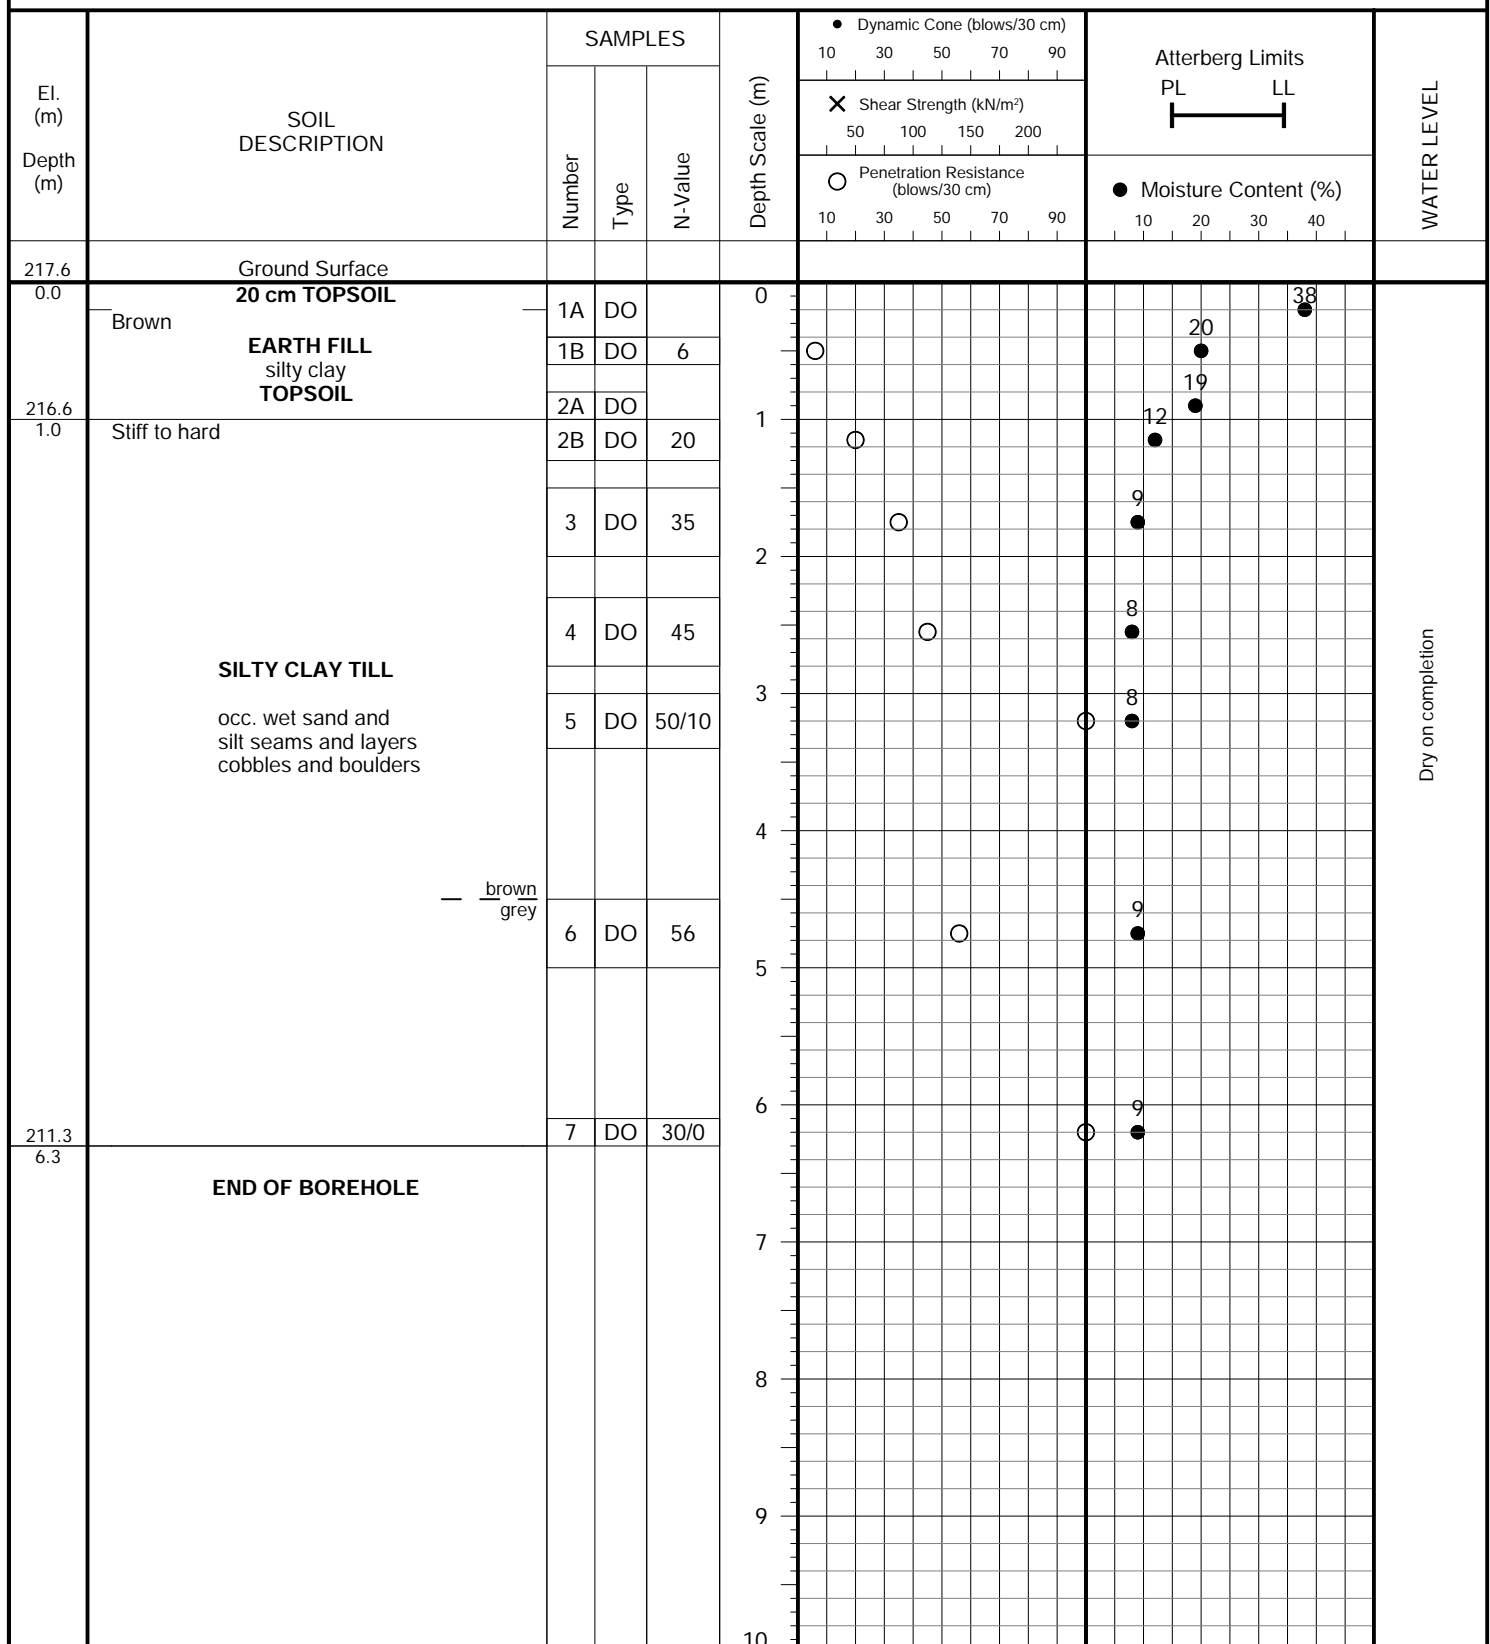 El.
(m)
Depth
(m)
SOIL
DESCRIPTION
SAMPLES
Number
Type
N-Value
Depth Scale (m)
Dynamic Cone (blows/30 cm)
10 30 50 70 90
Shear Strength (kN/m²)
50 100 150 200
Penetration Resistance
(blows/30 cm)
10 30 50 70 90
Atterberg Limits
PL LL
Moisture Content (%)
10 20 30 40
WATER LEVEL
217.6 Ground Surface
0.0 20 cm TOPSOIL 0 38
Brown 1A DO
20
EARTH FILL 1B DO 6
silty clay
TOPSOIL 19
216.6 2A DO
1 12
1.0 Stiff to hard 2B DO 20
9
3 DO 35
2
8
4 DO 45
SILTY CLAY TILL
3 8
occ. wet sand and 5 DO 50/10
silt seams and layers
cobbles and boulders
Dry on completion
4
brown
grey 9
6 DO 56
5
6 9
211.3 7 DO 30/0
6.3
END OF BOREHOLE
7
8
9
10